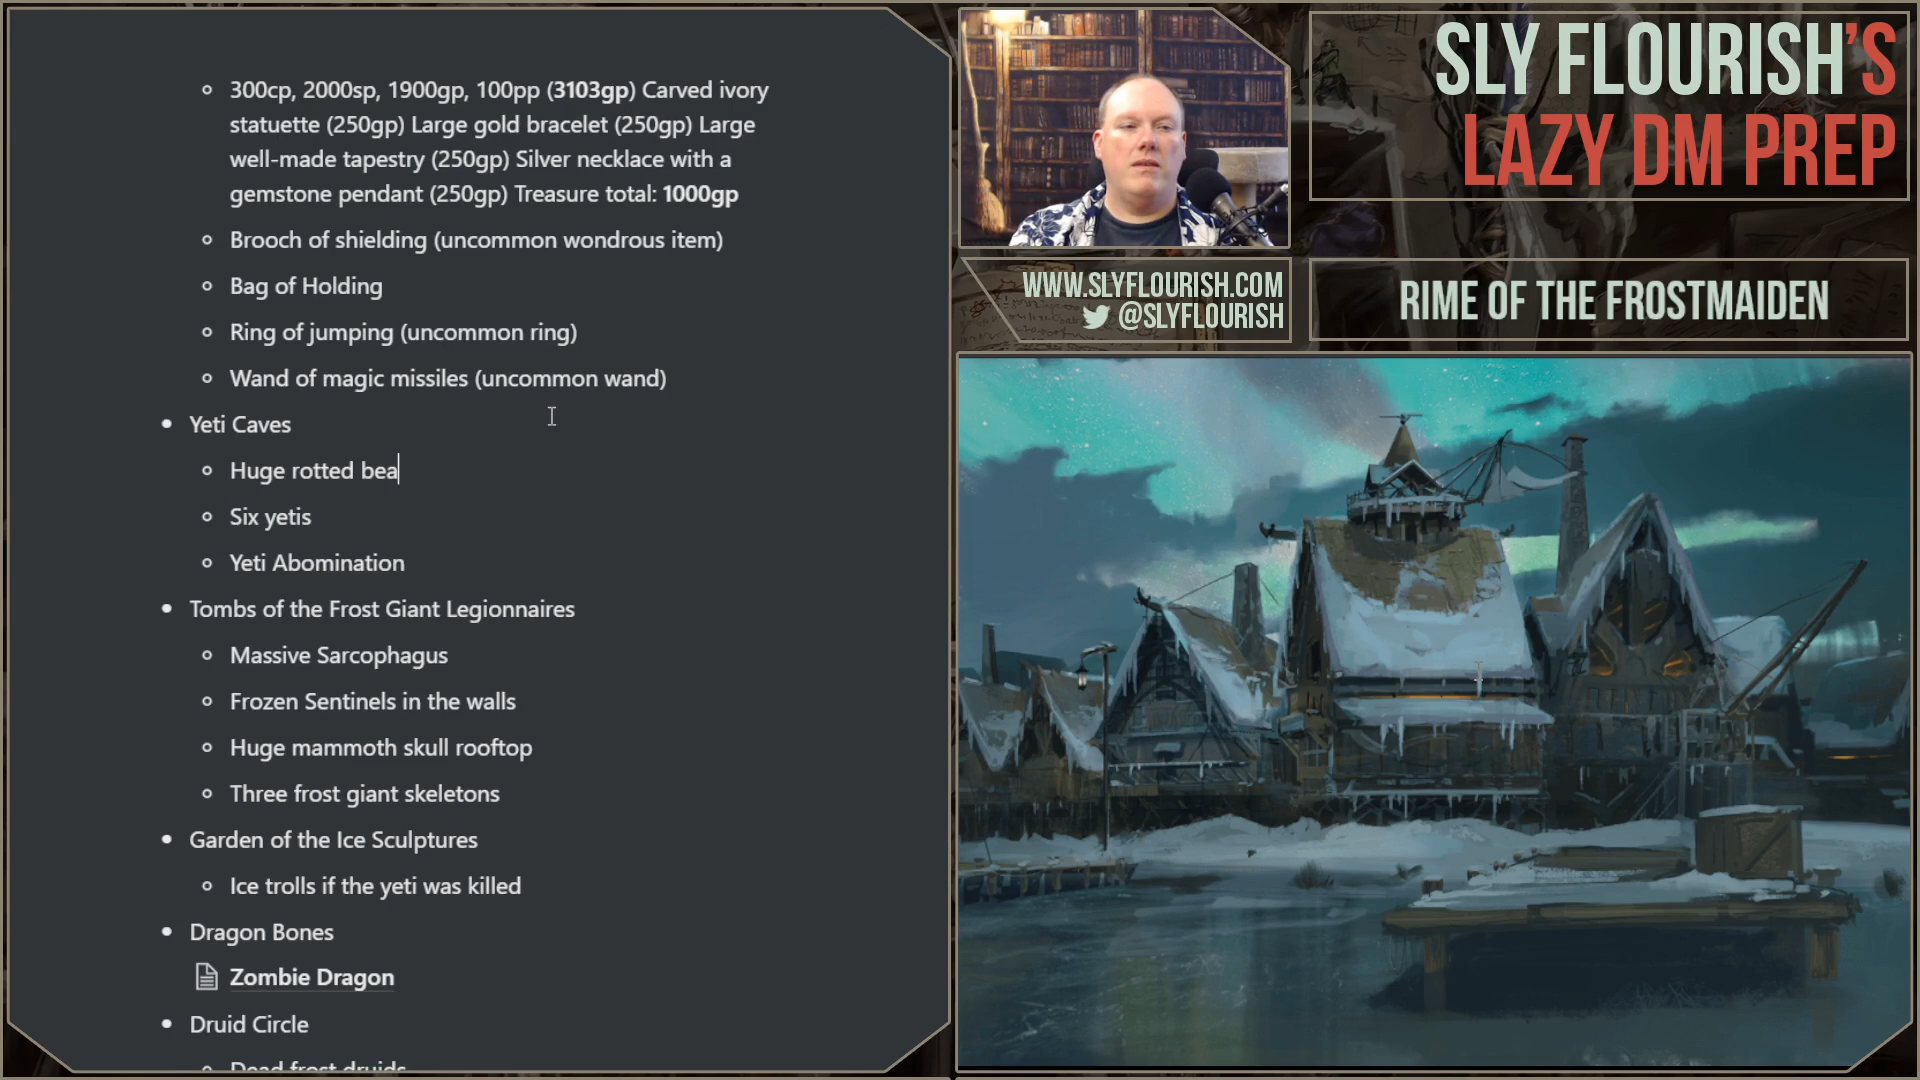 300cp, 2000sp, 1900gp, 100pp (3103gp) Carved ivory
statuette (250gp) Large gold bracelet (250gp) Large
well-made tapestry (250gp) Silver necklace with a
gemstone pendant (250gp) Treasure total: 1000gp
Brooch of shielding (uncommon wondrous item)
Bag of Holding
Ring of jumping (uncommon ring)
Wand of magic missiles (uncommon wand)
Yeti Caves
Huge rotted bea
Six yetis
Yeti Abomination
Tombs of the Frost Giant Legionnaires
Massive Sarcophagus
Frozen Sentinels in the walls
Huge mammoth skull rooftop
Three frost giant skeletons
Garden of the Ice Sculptures
Ice trolls if the yeti was killed
Dragon Bones
Zombie Dragon
Druid Circle
Dead frost druids
SLY FLOURISH'S
LAZY DM PREP
WWW.SLYFLOURISH.COM
@SLYFLOURISH
RIME OF THE FROSTMAIDEN